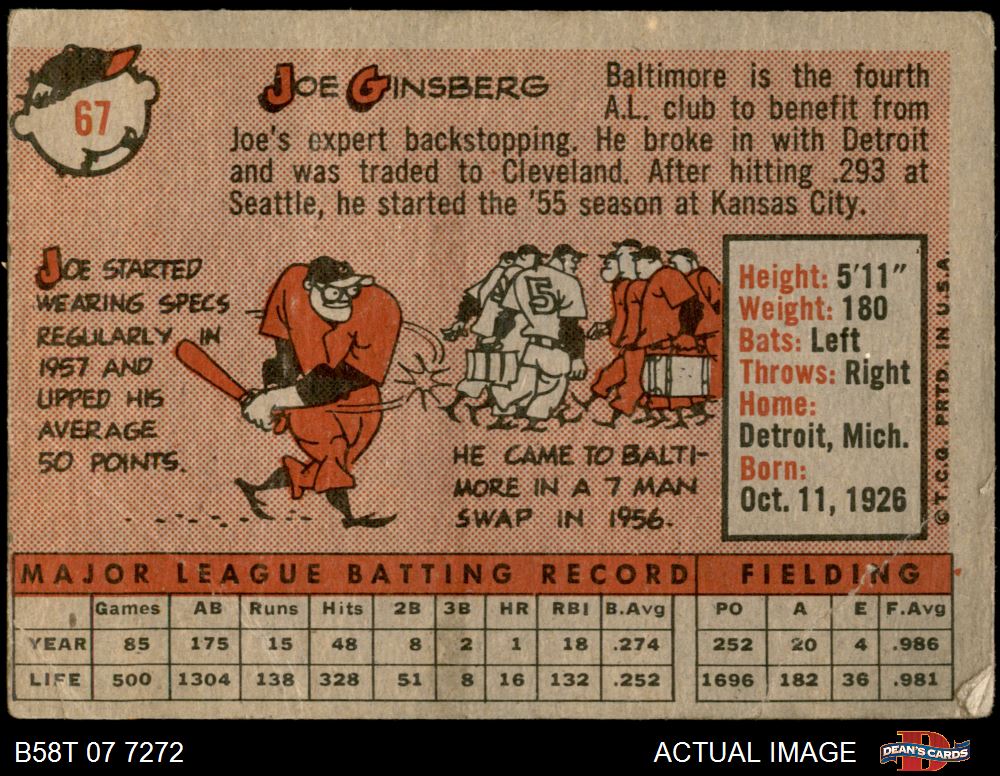 67
JOE GINSBERG
Baltimore is the fourth
A.L. club to benefit from
Joe's expert backstopping. He broke in with Detroit
and was traded to Cleveland. After hitting .293 at
Seattle, he started the '55 season at Kansas City.
JOE STARTED
WEARING SPECS
REGULARLY IN
1957 AND
UPPED HIS
AVERAGE
50 POINTS.
5
HE CAME TO BALTI-
MORE IN A 7 MAN
SWAP IN 1956.
Height: 5'11"
Weight: 180
Bats: Left
Throws: Right
Home:
Detroit, Mich.
Born:
Oct. 11, 1926
© T.C.G. PRTD. IN U.S.A.
MAJOR LEAGUE BATTING RECORD FIELDING
Games AB Runs Hits 2B 3B HR RBI B.Avg PO A E F.Avg
YEAR 85 175 15 48 8 2 1 18 .274 252 20 4 .986
LIFE 500 1304 138 328 51 8 16 132 .252 1696 182 36 .981
B58T 07 7272 ACTUAL IMAGE DEAN'S CARDS